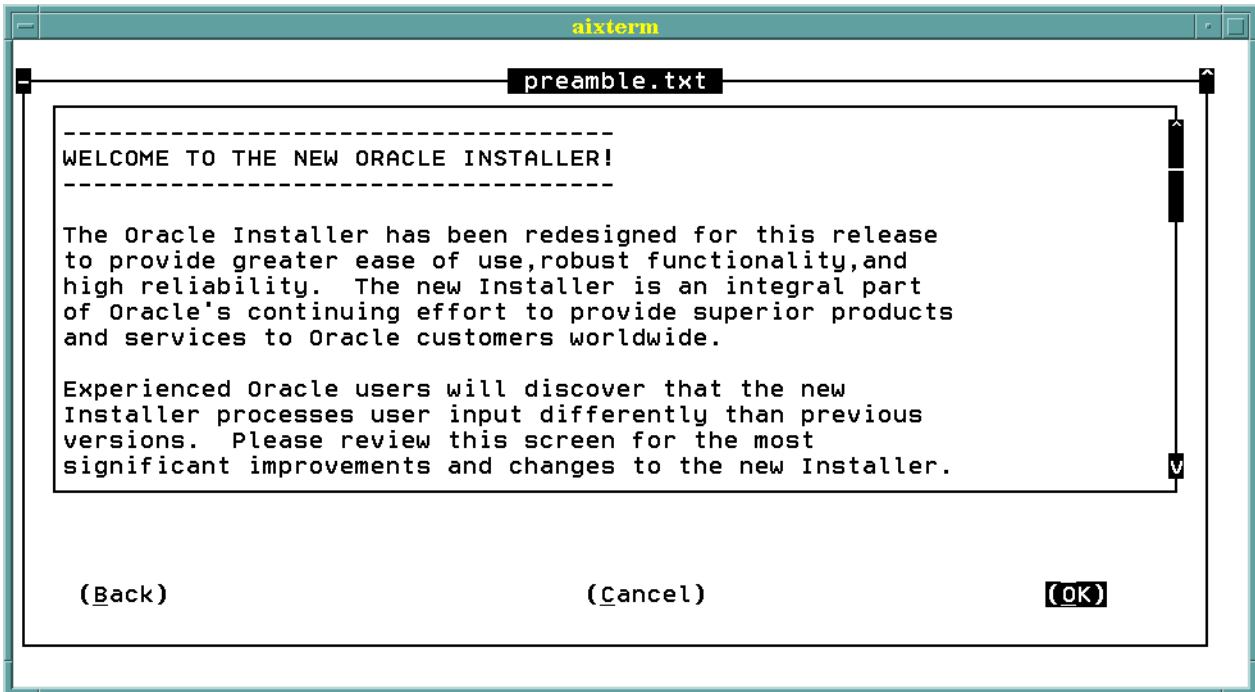 aixterm
preamble.txt
------------------------------------
WELCOME TO THE NEW ORACLE INSTALLER!
------------------------------------
The Oracle Installer has been redesigned for this release
to provide greater ease of use,robust functionality,and
high reliability.  The new Installer is an integral part
of Oracle's continuing effort to provide superior products
and services to Oracle customers worldwide.
Experienced Oracle users will discover that the new
Installer processes user input differently than previous
versions.  Please review this screen for the most
significant improvements and changes to the new Installer.
(Back) (Cancel) (OK)